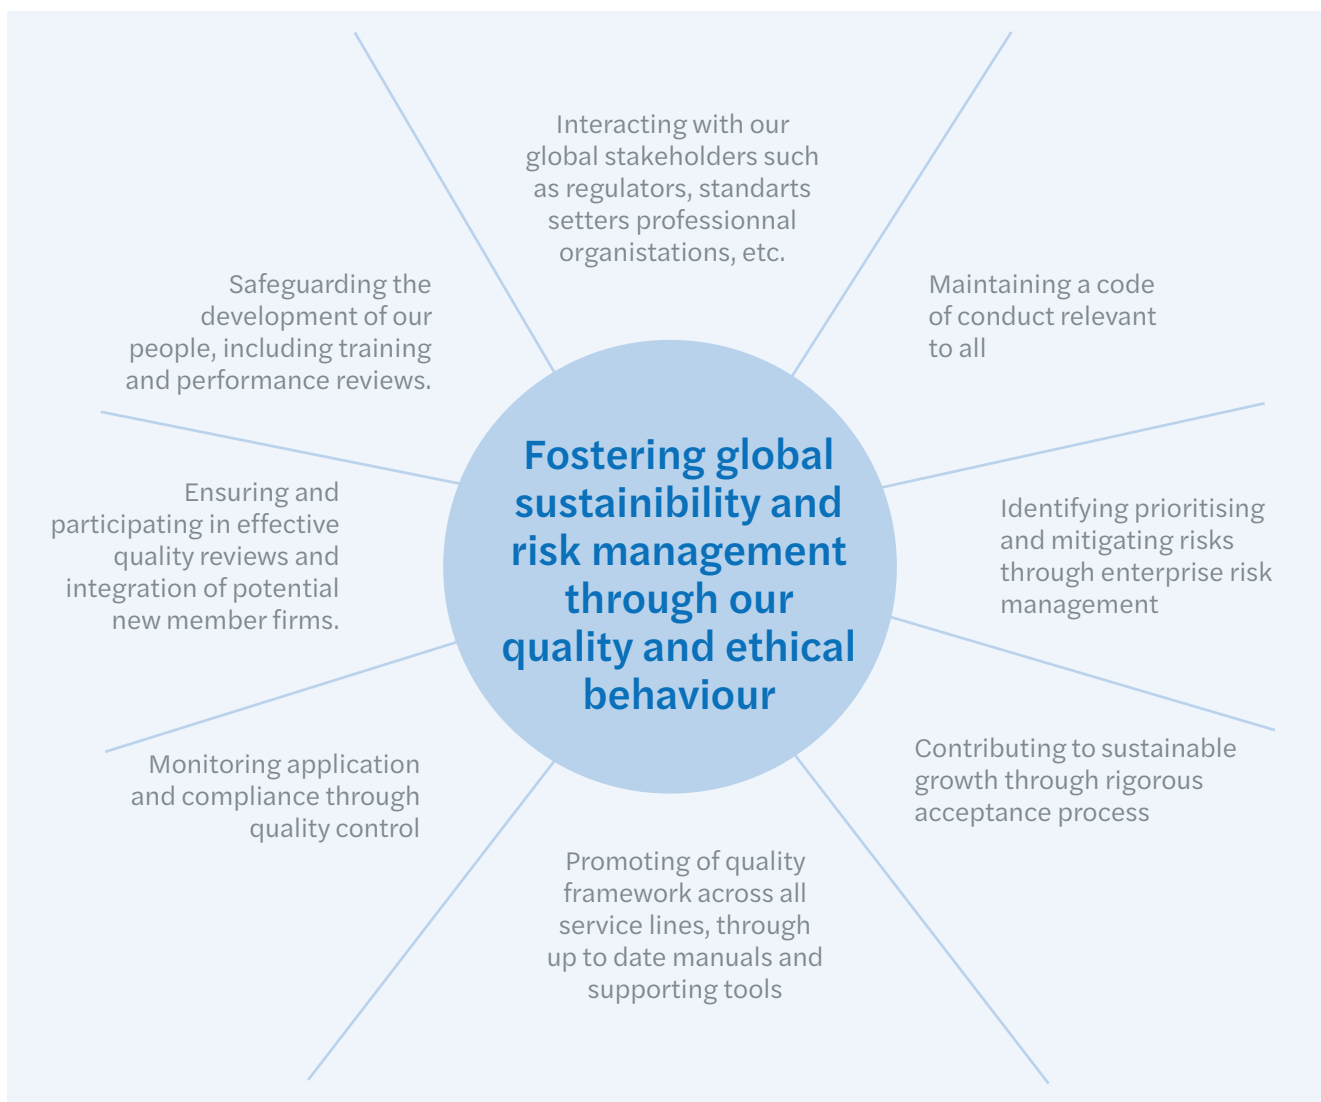 Interacting with our
global stakeholders such
as regulators, standarts
setters professionnal
organistations, etc.
Safeguarding the
development of our
people, including training
and performance reviews.
Maintaining a code
of conduct relevant
to all
Fostering global
sustainibility and
risk management
through our
quality and ethical
behaviour
Ensuring and
participating in effective
quality reviews and
integration of potential
new member firms.
Identifying prioritising
and mitigating risks
through enterprise risk
management
Monitoring application
and compliance through
quality control
Contributing to sustainable
growth through rigorous
acceptance process
Promoting of quality
framework across all
service lines, through
up to date manuals and
supporting tools